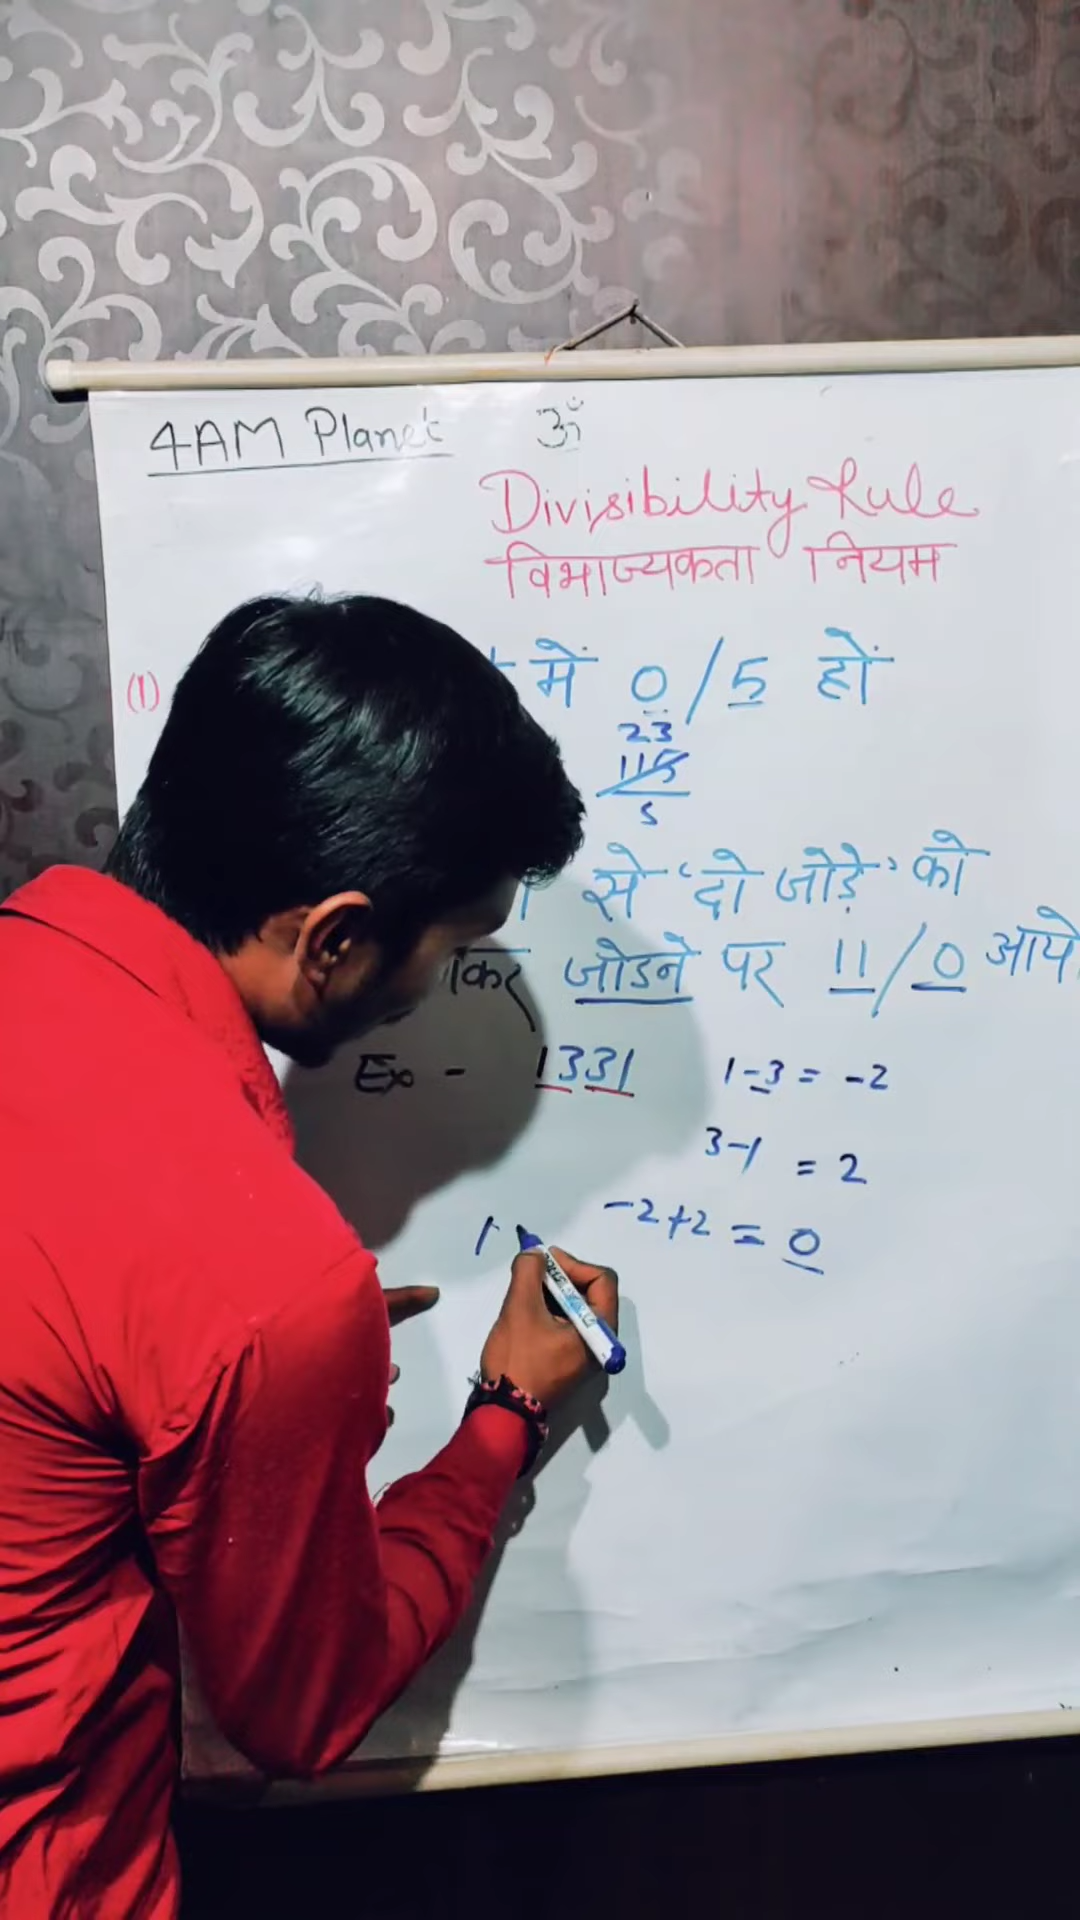 4AM Planet ॐ
Divisibility Rule
विभाज्यकता नियम
(1) में 0/5 हों
23
115
5
से ‘दो जोड़े’ को
जोडने पर 11/0 आये
Ex - 1331 1-3 = -2
3-1 = 2
-2+2 = 0